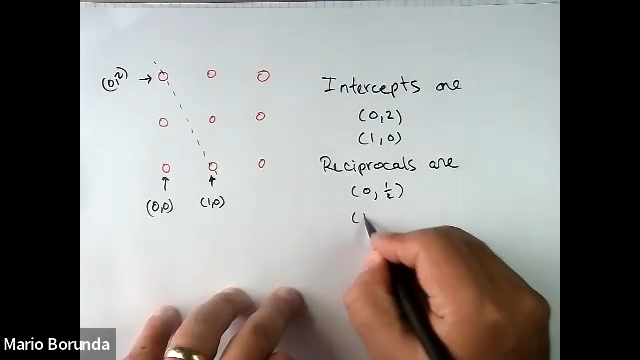 (0,2)
(0,0)
(1,0)
Intercepts are
(0,2)
(1,0)
Reciprocals are
(0, 1/2)
(
Mario Borunda